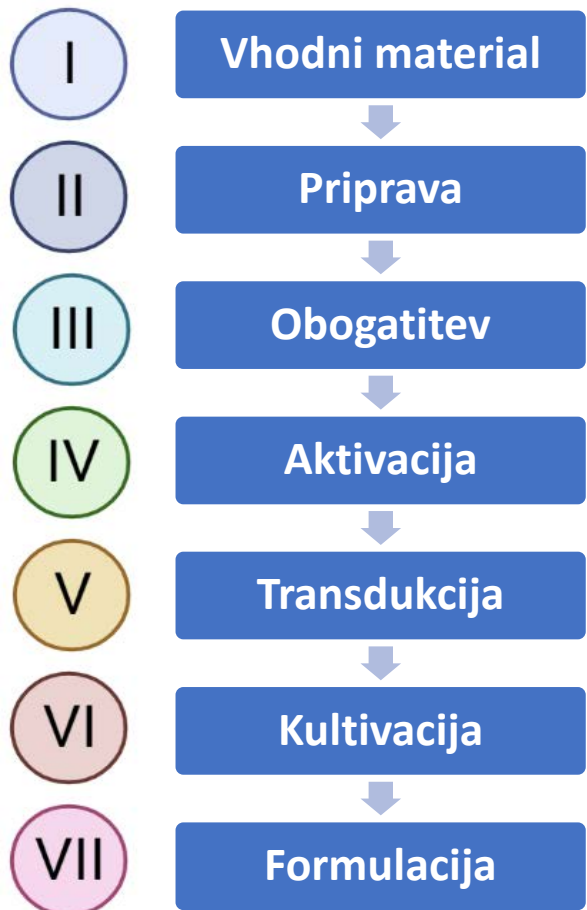 I
Vhodni material
II
Priprava
III
Obogatitev
IV
Aktivacija
V
Transdukcija
VI
Kultivacija
VII
Formulacija